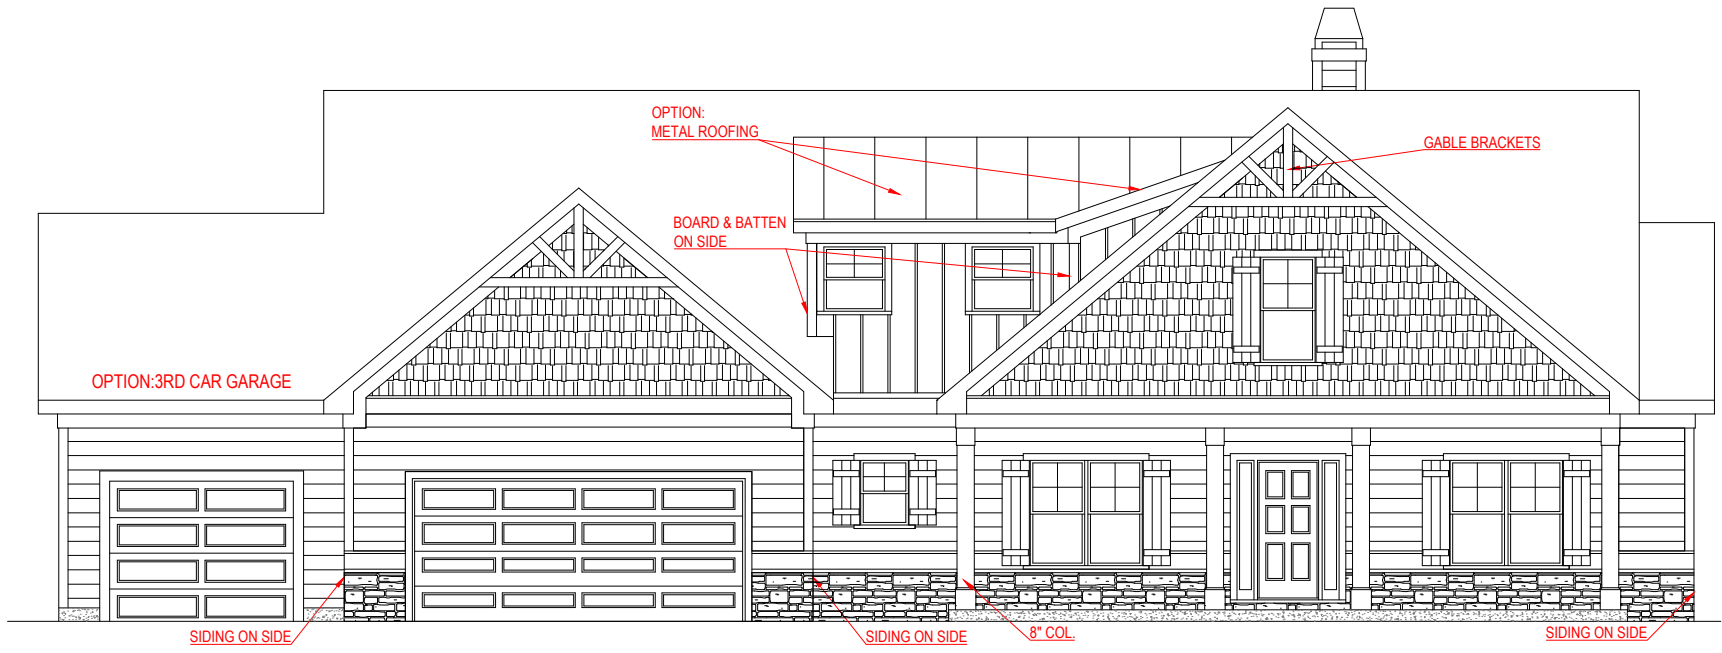 OPTION:
METAL ROOFING
GABLE BRACKETS
BOARD & BATTEN
ON SIDE
OPTION:3RD CAR GARAGE
SIDING ON SIDE
SIDING ON SIDE
8" COL.
SIDING ON SIDE